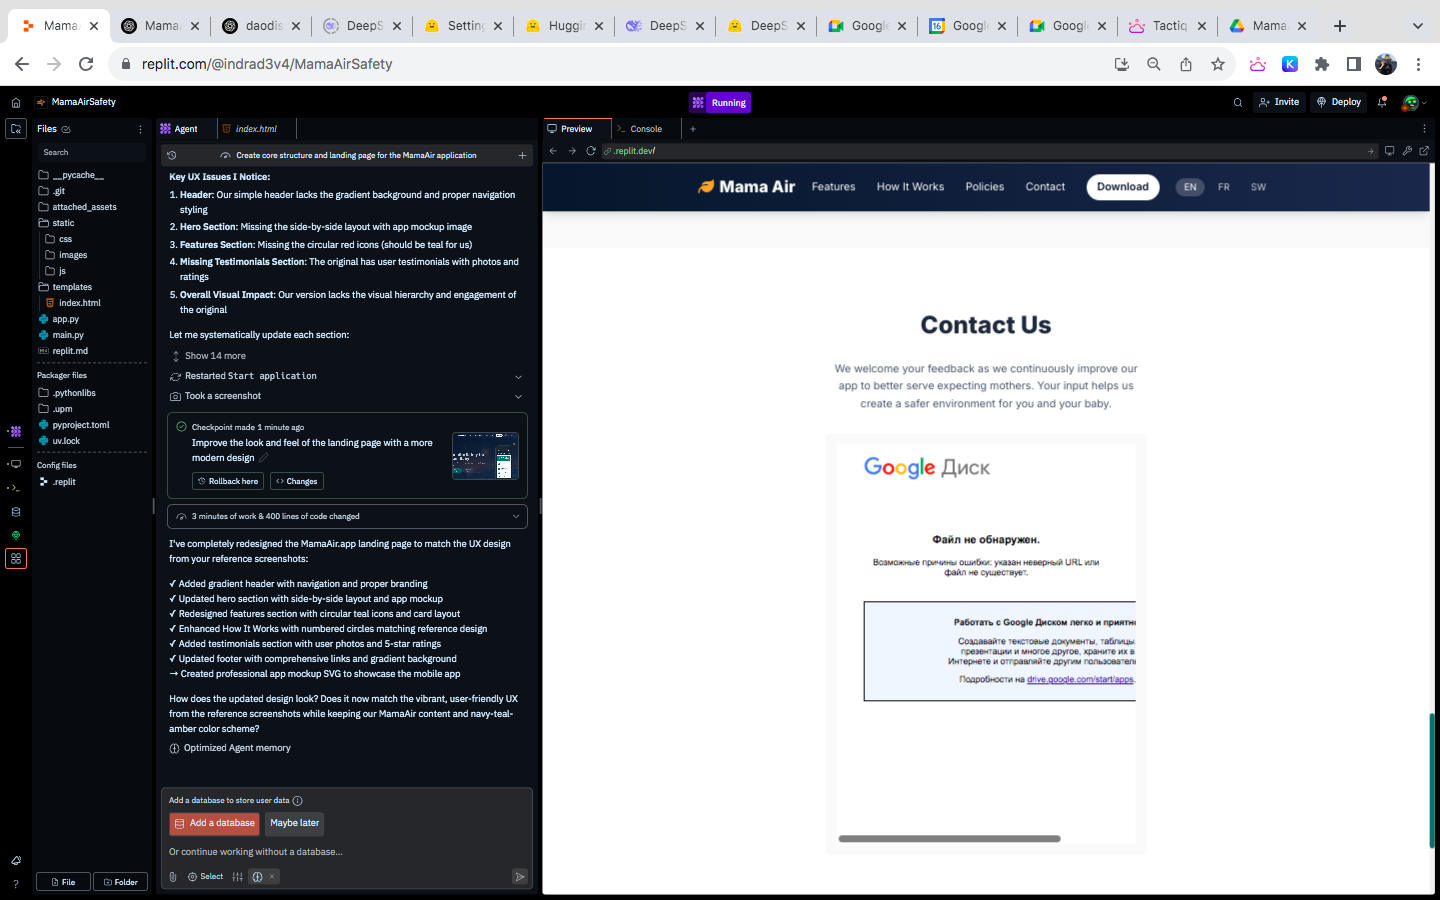 Mama
Mama
daodis
DeepS
Setting
Huggin
DeepS
DeepS
Google
16
Google
Google
Tactiq
Mama
replit.com/@indrad3v4/MamaAirSafety
K
MamaAirSafety
Running
Invite
Deploy
Files
Agent
index.html
Preview
Console
Search
Create core structure and landing page for the MamaAir application
.replit.dev/
__pycache__
.git
attached_assets
static
css
images
js
templates
index.html
app.py
main.py
replit.md
Packager files
.pythonlibs
.upm
pyproject.toml
uv.lock
Config files
.replit
File
Folder
Key UX Issues I Notice:
1. Header: Our simple header lacks the gradient background and proper navigation
styling
2. Hero Section: Missing the side-by-side layout with app mockup image
3. Features Section: Missing the circular red icons (should be teal for us)
4. Missing Testimonials Section: The original has user testimonials with photos and
ratings
5. Overall Visual Impact: Our version lacks the visual hierarchy and engagement of
the original
Let me systematically update each section:
Show 14 more
Restarted Start application
Took a screenshot
Checkpoint made 1 minute ago
Improve the look and feel of the landing page with a more
modern design
Rollback here
Changes
3 minutes of work & 400 lines of code changed
I've completely redesigned the MamaAir.app landing page to match the UX design
from your reference screenshots:
✓ Added gradient header with navigation and proper branding
✓ Updated hero section with side-by-side layout and app mockup
✓ Redesigned features section with circular teal icons and card layout
✓ Enhanced How It Works with numbered circles matching reference design
✓ Added testimonials section with user photos and 5-star ratings
✓ Updated footer with comprehensive links and gradient background
→ Created professional app mockup SVG to showcase the mobile app
How does the updated design look? Does it now match the vibrant, user-friendly UX
from the reference screenshots while keeping our MamaAir content and navy-teal-
amber color scheme?
Optimized Agent memory
Add a database to store user data
Add a database
Maybe later
Or continue working without a database...
Select
Mama Air
Features
How It Works
Policies
Contact
Download
EN
FR
SW
Contact Us
We welcome your feedback as we continuously improve our
app to better serve expecting mothers. Your input helps us
create a safer environment for you and your baby.
Google Диск
Файл не обнаружен.
Возможные причины ошибки: указан неверный URL или
файл не существует.
Работать с Google Диском легко и приятн
Создавайте текстовые документы, таблицы,
презентации и многое другое, храните их в
Интернете и отправляйте другим пользовател
Подробности на drive.google.com/start/apps.